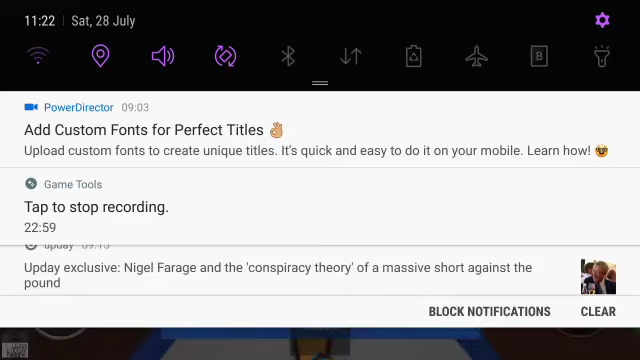 11:22 | Sat, 28 July
B
PowerDirector 09:03
Add Custom Fonts for Perfect Titles 👌🏼
Upload custom fonts to create unique titles. It's quick and easy to do it on your mobile. Learn how! 🤓
Game Tools
Tap to stop recording.
22:59
upday 09:15
Upday exclusive: Nigel Farage and the 'conspiracy theory' of a massive short against the
pound
BLOCK NOTIFICATIONS CLEAR